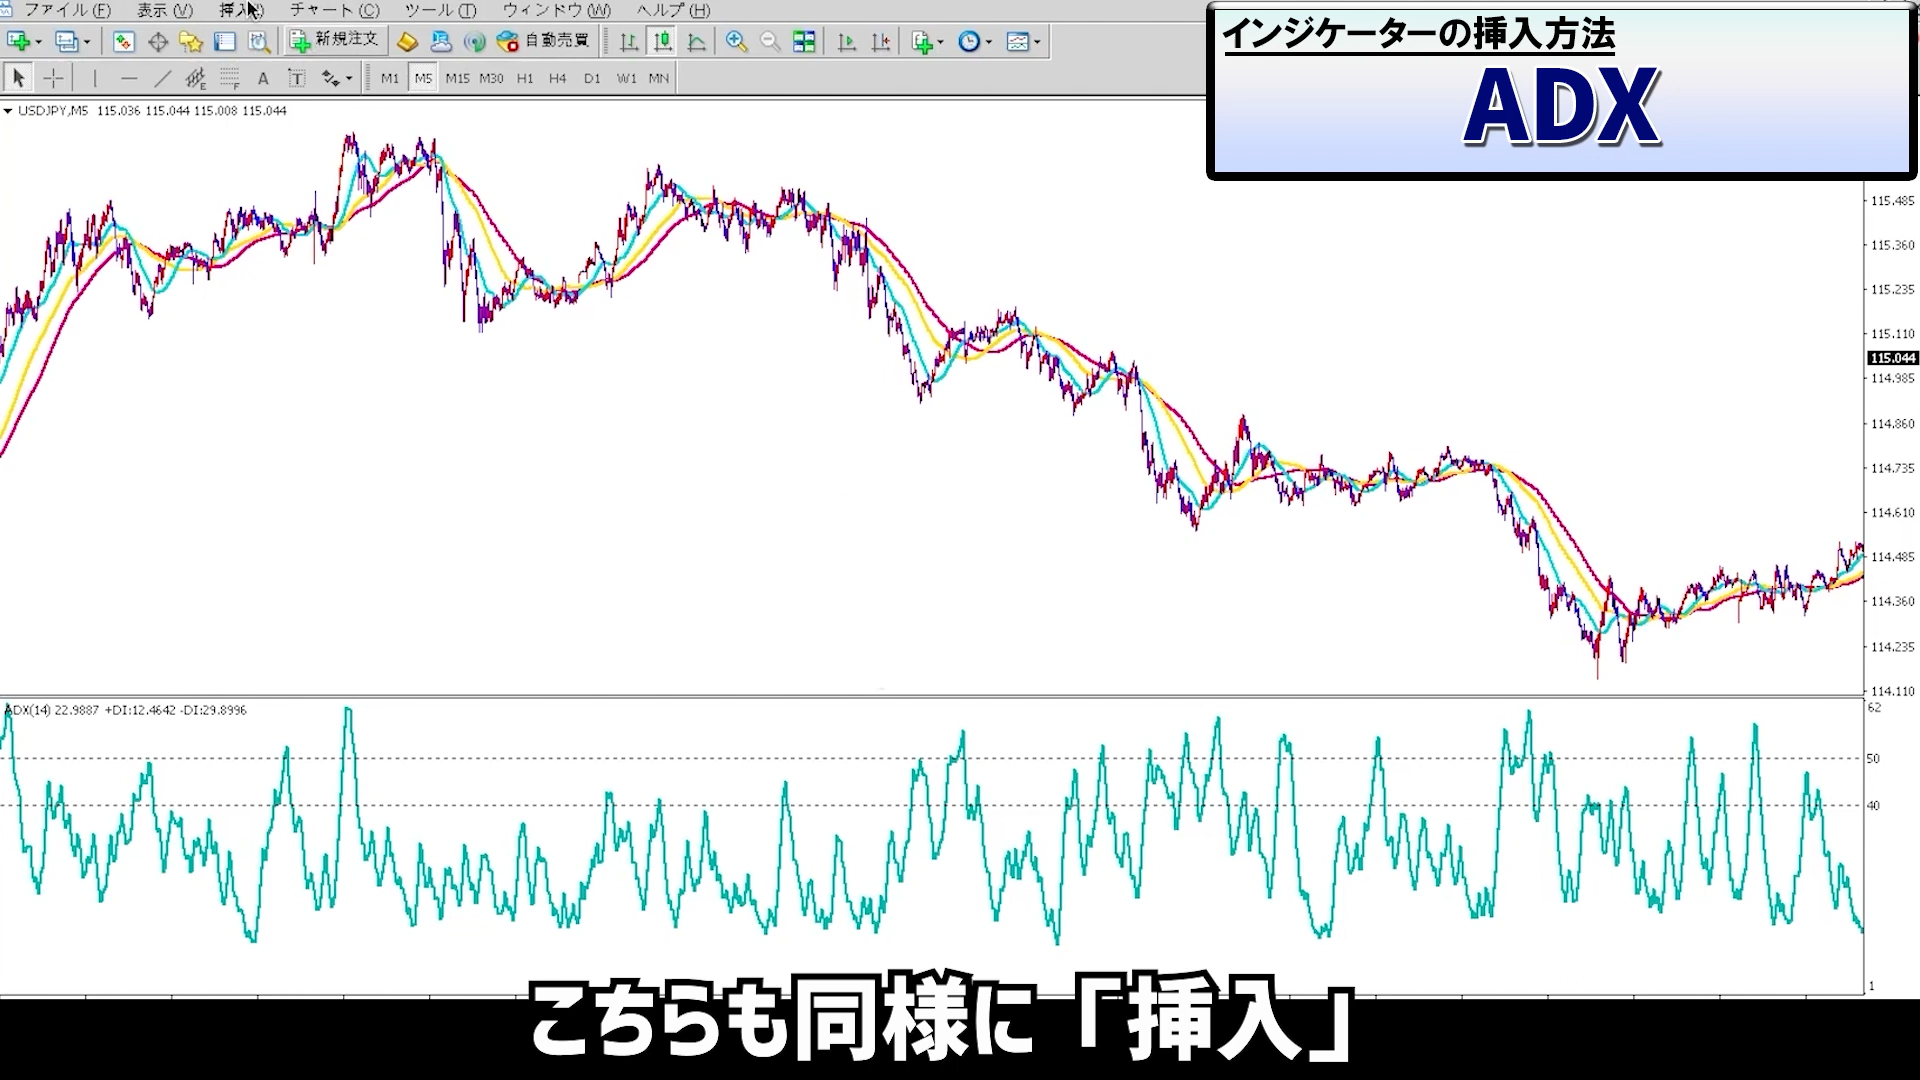 ファイル(F) 表示(V) 挿入(I) チャート(C) ツール(T) ウィンドウ(W) ヘルプ(H)
新規注文 自動売買
A T M1 M5 M15 M30 H1 H4 D1 W1 MN
インジケーターの挿入方法
ADX
USDJPY,M5 115.036 115.044 115.008 115.044
115.485
115.360
115.235
115.110
115.044
114.985
114.860
114.735
114.610
114.485
114.360
114.235
114.110
ADX(14) 22.9887 +DI:12.4642 -DI:29.8996
62
50
40
1
こちらも同様に「挿入」